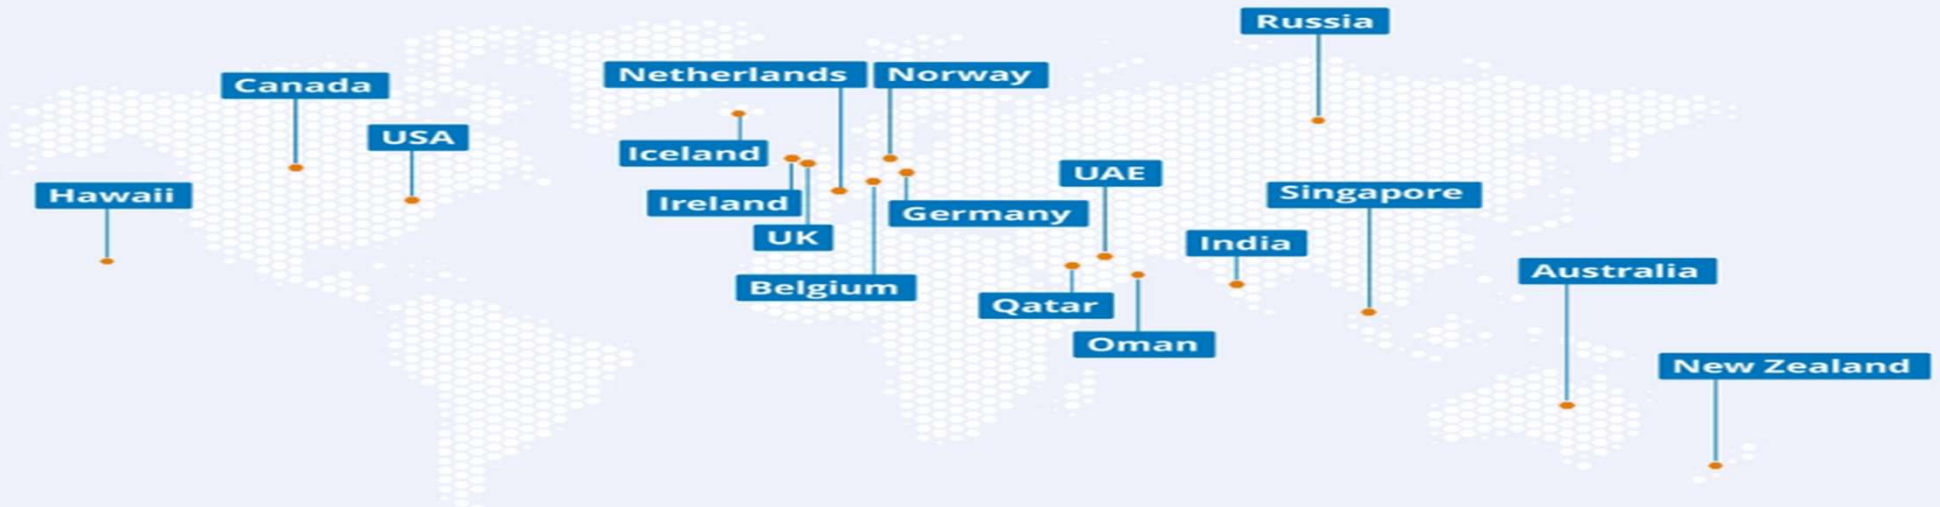 Russia
Netherlands
Norway
Canada
USA
Iceland
UAE
Hawaii
Singapore
Ireland
Germany
UK
India
Australia
Belgium
Qatar
Oman
New Zealand